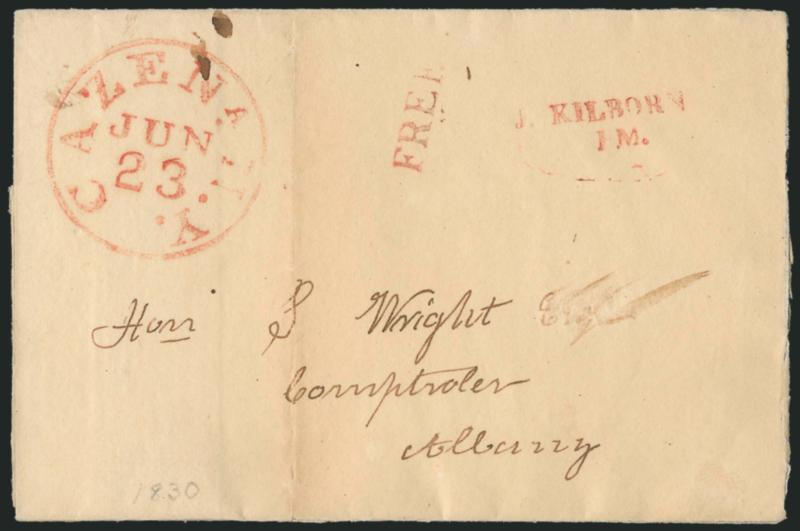 CAZENA N.Y.
JUN
23.
FREE
J. KILBORN
P.M.
Hon S Wright
Comptroler
Albany
1830